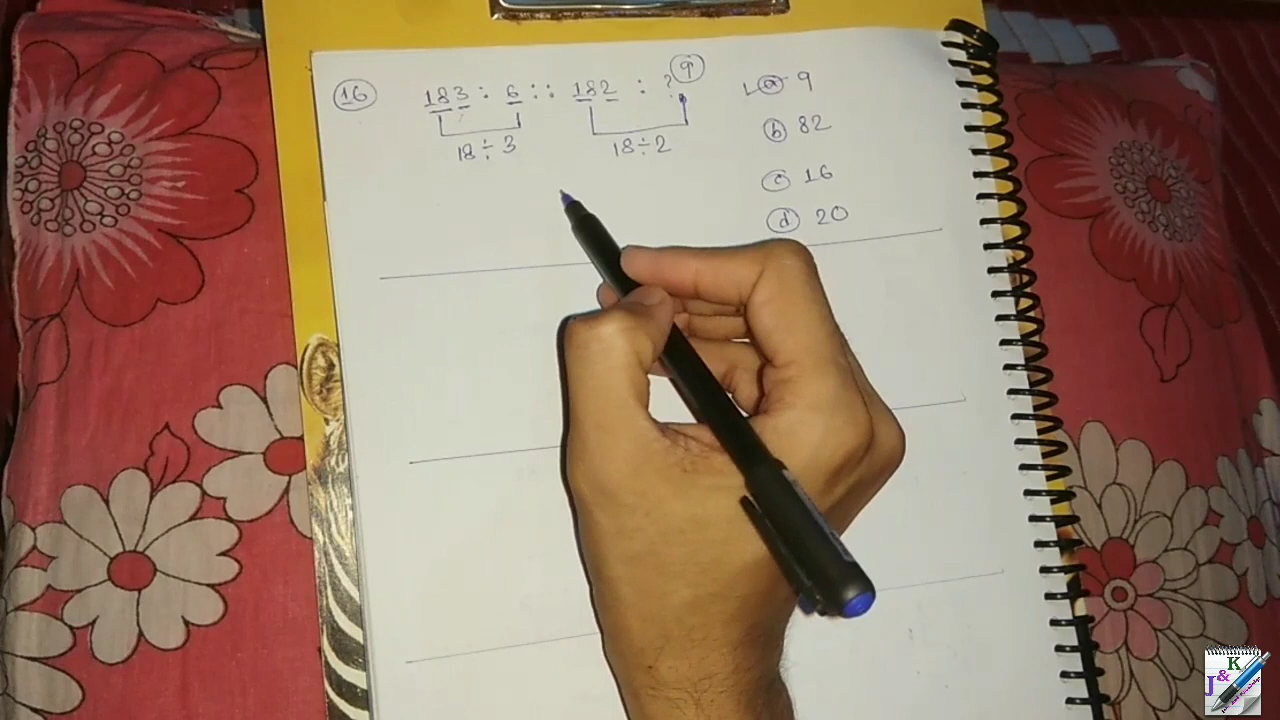 16 183 : 6 :: 182 : ? 9
18 ÷ 3 18 ÷ 2
a 9
b 82
c 16
d 20
J & K